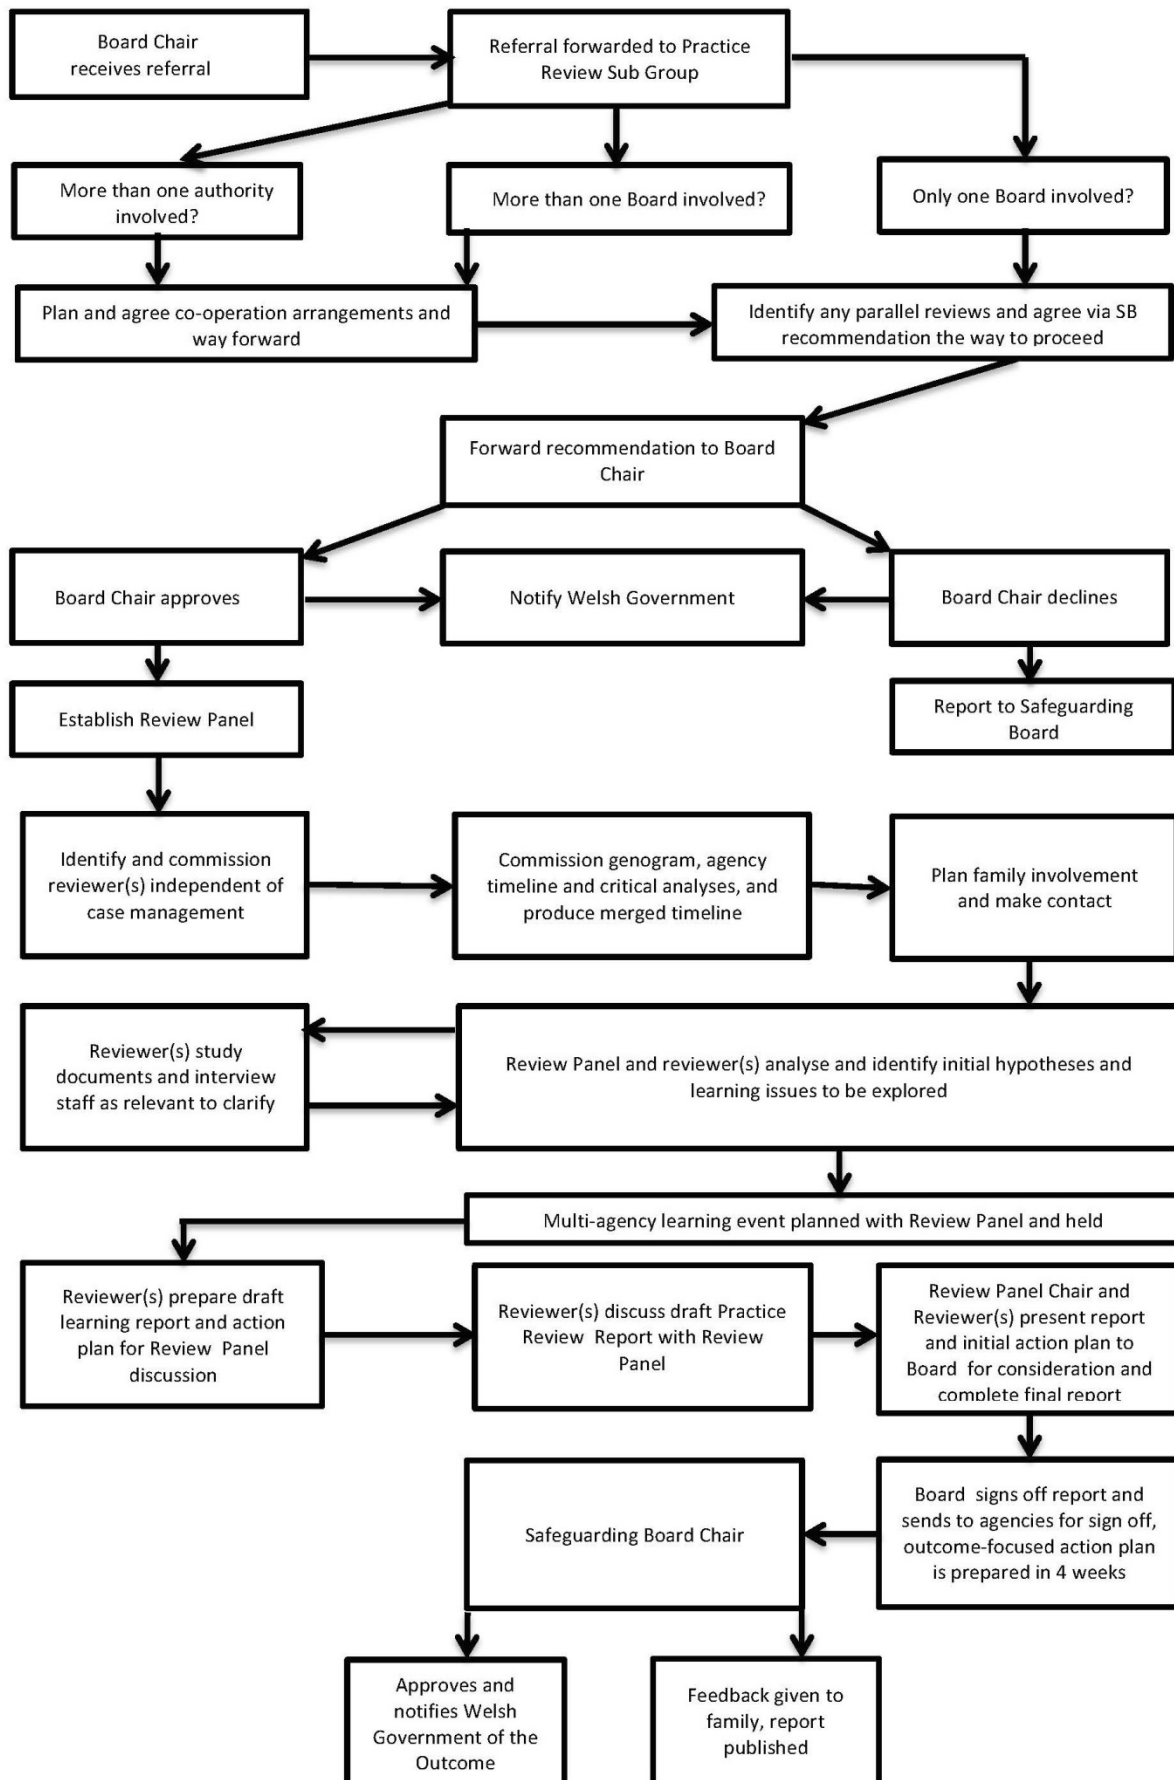 Board Chair
receives referral
Referral forwarded to Practice
Review Sub Group
More than one authority
involved?
More than one Board involved?
Only one Board involved?
Plan and agree co-operation arrangements and
way forward
Identify any parallel reviews and agree via SB
recommendation the way to proceed
Forward recommendation to Board
Chair
Board Chair approves
Notify Welsh Government
Board Chair declines
Establish Review Panel
Report to Safeguarding
Board
Identify and commission
reviewer(s) independent of
case management
Commission genogram, agency
timeline and critical analyses, and
produce merged timeline
Plan family involvement
and make contact
Reviewer(s) study
documents and interview
staff as relevant to clarify
Review Panel and reviewer(s) analyse and identify initial hypotheses and
learning issues to be explored
Multi-agency learning event planned with Review Panel and held
Reviewer(s) prepare draft
learning report and action
plan for Review Panel
discussion
Reviewer(s) discuss draft Practice
Review Report with Review
Panel
Review Panel Chair and
Reviewer(s) present report
and initial action plan to
Board for consideration and
complete final report
Safeguarding Board Chair
Board signs off report and
sends to agencies for sign off,
outcome-focused action plan
is prepared in 4 weeks
Approves and
notifies Welsh
Government of the
Outcome
Feedback given to
family, report
published